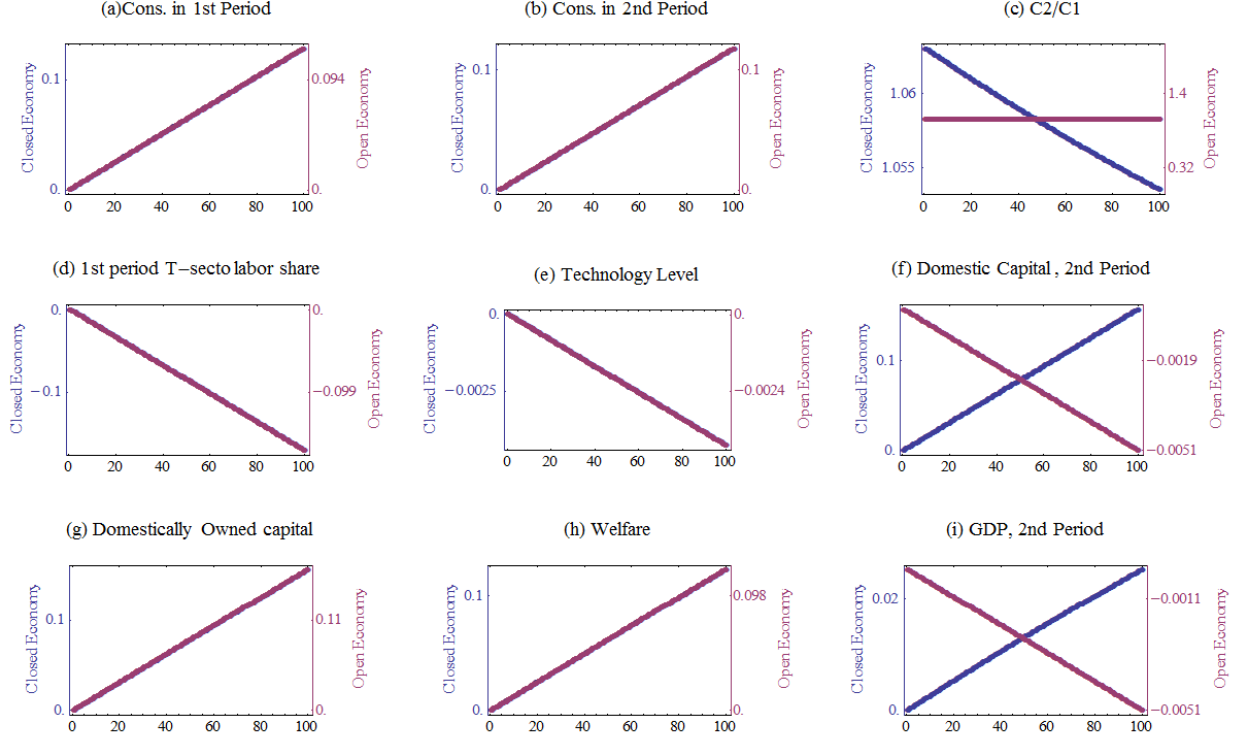 (a)Cons. in 1st Period
(b) Cons. in 2nd Period
(c) C2/C1
Closed Economy
0.1
0.
0.094
0.
Open Economy
0 20 40 60 80 100
Closed Economy
0.1
0.
0.1
0.
Open Economy
0 20 40 60 80 100
Closed Economy
1.06
1.055
1.4
0.32
Open Economy
0 20 40 60 80 100
(d) 1st period T−secto labor share
(e) Technology Level
(f) Domestic Capital , 2nd Period
Closed Economy
0.
−0.1
0.
−0.099
Open Economy
0 20 40 60 80 100
Closed Economy
0.
−0.0025
0.
−0.0024
Open Economy
0 20 40 60 80 100
Closed Economy
0.1
0.
−0.0019
−0.0051
Open Economy
0 20 40 60 80 100
(g) Domestically Owned capital
(h) Welfare
(i) GDP, 2nd Period
Closed Economy
0.1
0.
0.11
0.
Open Economy
0 20 40 60 80 100
Closed Economy
0.1
0.
0.098
0.
Open Economy
0 20 40 60 80 100
Closed Economy
0.02
0.
−0.0011
−0.0051
Open Economy
0 20 40 60 80 100